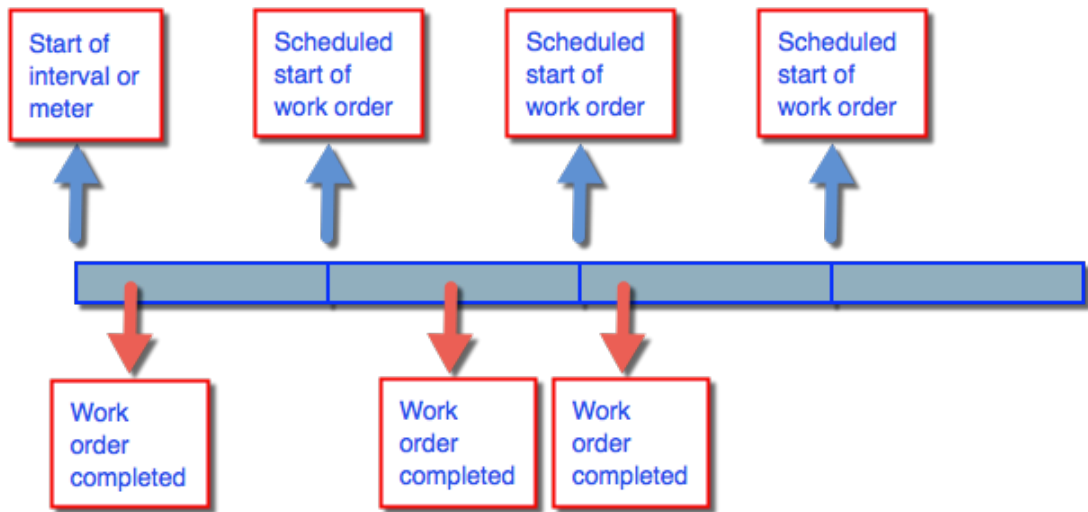 Start of
interval or
meter
Scheduled
start of
work order
Scheduled
start of
work order
Scheduled
start of
work order
Work
order
completed
Work
order
completed
Work
order
completed